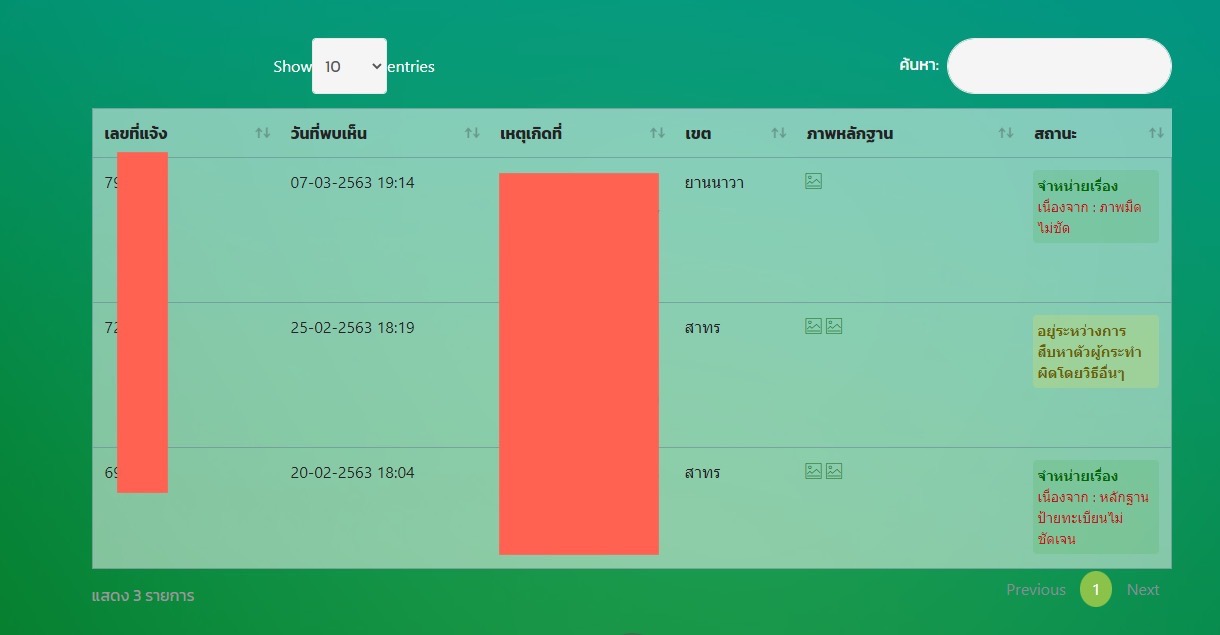 Show 10 entries ค้นหา:
เลขที่แจ้ง วันที่พบเห็น เหตุเกิดที่ เขต ภาพหลักฐาน สถานะ
79 07-03-2563 19:14 ยานนาวา จำหน่ายเรื่อง
เนื่องจาก : ภาพมืด
ไม่ชัด
72 25-02-2563 18:19 สาทร อยู่ระหว่างการ
สืบหาตัวผู้กระทำ
ผิดโดยวิธีอื่นๆ
69 20-02-2563 18:04 สาทร จำหน่ายเรื่อง
เนื่องจาก : หลักฐาน
ป้ายทะเบียนไม่
ชัดเจน
แสดง 3 รายการ Previous 1 Next